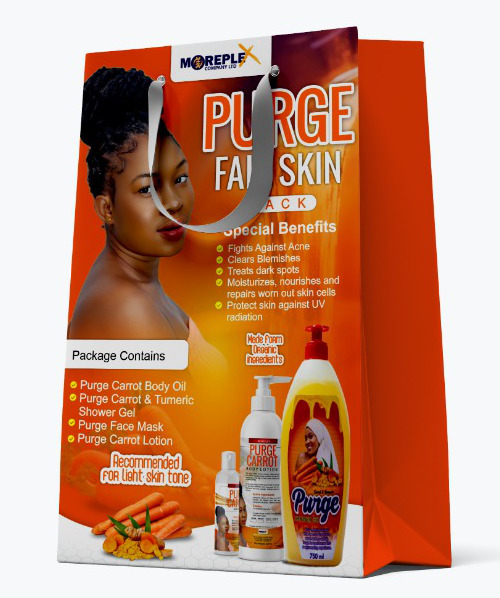 MOREPLEX
COMPANY LTD
PURGE
FAIR SKIN
PACK
Special Benefits
Fights Against Acne
Clears Blemishes
Treats dark spots
Moisturizes, nourishes and
repairs worn out skin cells
Protect skin against UV
radiation
Made From
Organic
ingredients
Package Contains
Purge Carrot Body Oil
Purge Carrot & Tumeric
Shower Gel
Purge Face Mask
Purge Carrot Lotion
Recommended
FOR light skin tone
PURGE
CARROT
Purge
750 ml